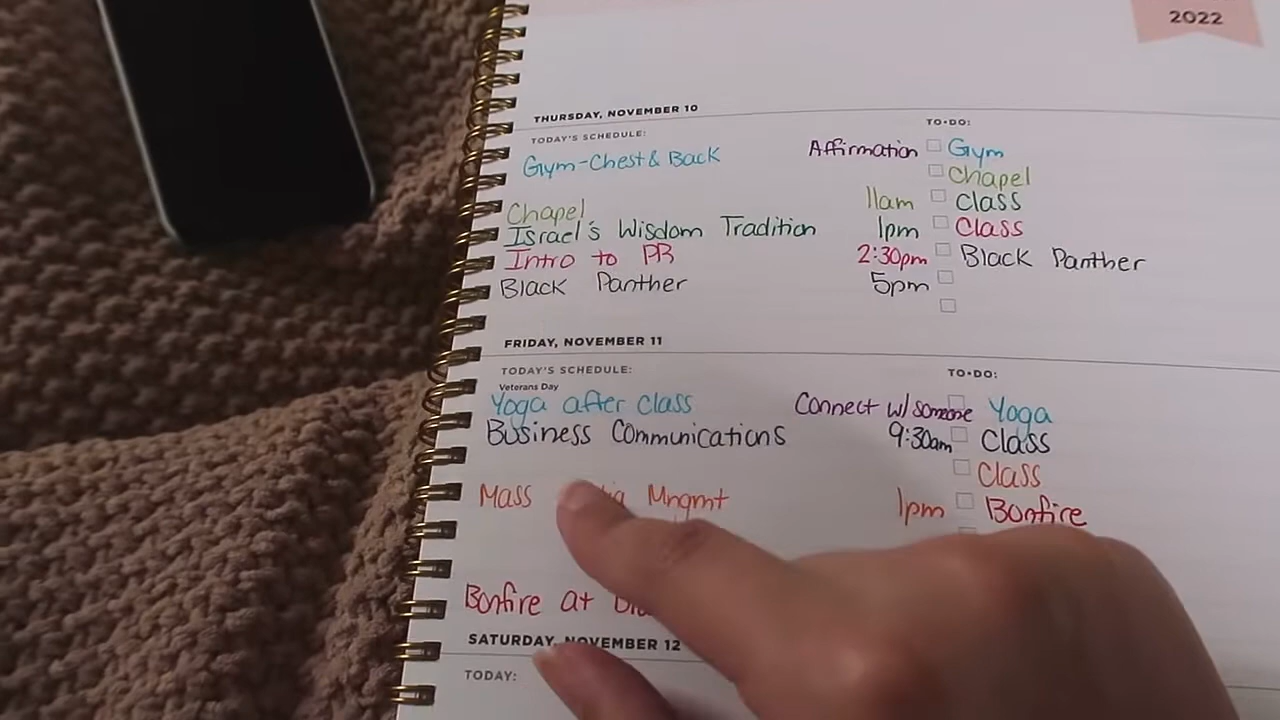 2022
THURSDAY, NOVEMBER 10
TODAY'S SCHEDULE:
TO•DO:
Gym-Chest & Back
Affirmation
Gym
Chapel
Chapel
11am
Class
Israel's Wisdom Tradition
1pm
Class
Intro to PR
2:30pm
Black Panther
Black Panther
5pm
FRIDAY, NOVEMBER 11
TODAY'S SCHEDULE:
TO•DO:
Veterans Day
Yoga after class
Connect w/ someone
Yoga
Business Communications
9:30am
Class
Class
Mass Mngmt
1pm
Bonfire
Bonfire at
SATURDAY, NOVEMBER 12
TODAY: